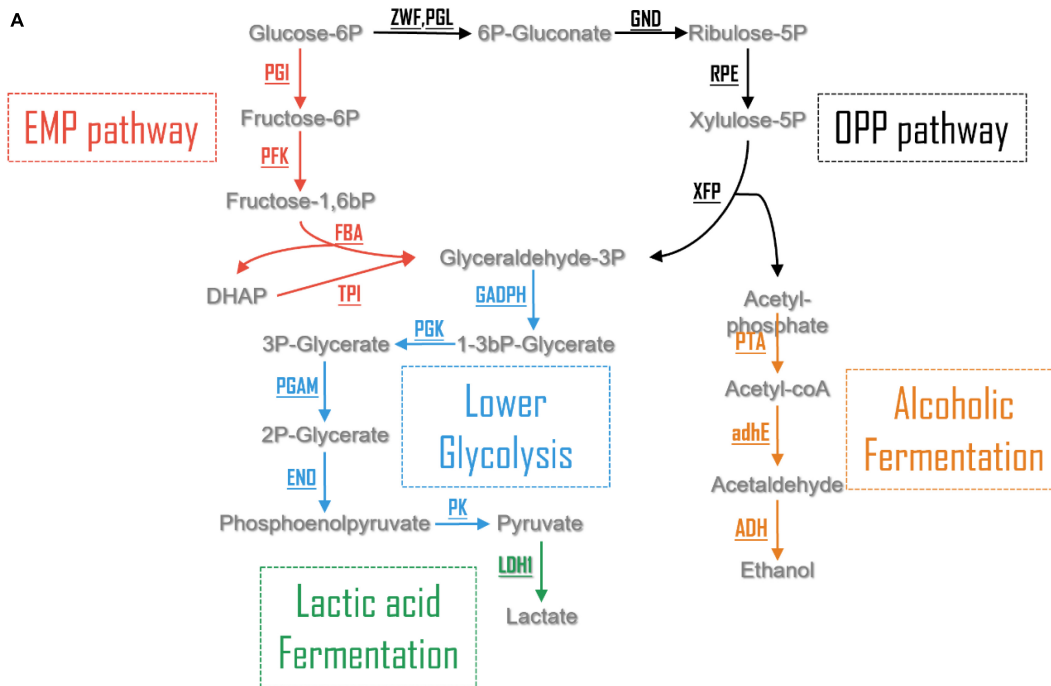 A
Glucose-6P
ZWF,PGL
6P-Gluconate
GND
Ribulose-5P
PGI
RPE
EMP pathway
Fructose-6P
Xylulose-5P
OPP pathway
PFK
XFP
Fructose-1,6bP
FBA
Glyceraldehyde-3P
DHAP
TPI
GADPH
Acetyl-
phosphate
PTA
3P-Glycerate
PGK
1-3bP-Glycerate
PGAM
Lower
Glycolysis
Acetyl-coA
Alcoholic
Fermentation
adhE
2P-Glycerate
ENO
Acetaldehyde
Phosphoenolpyruvate
PK
Pyruvate
ADH
LDH1
Ethanol
Lactic acid
Fermentation
Lactate